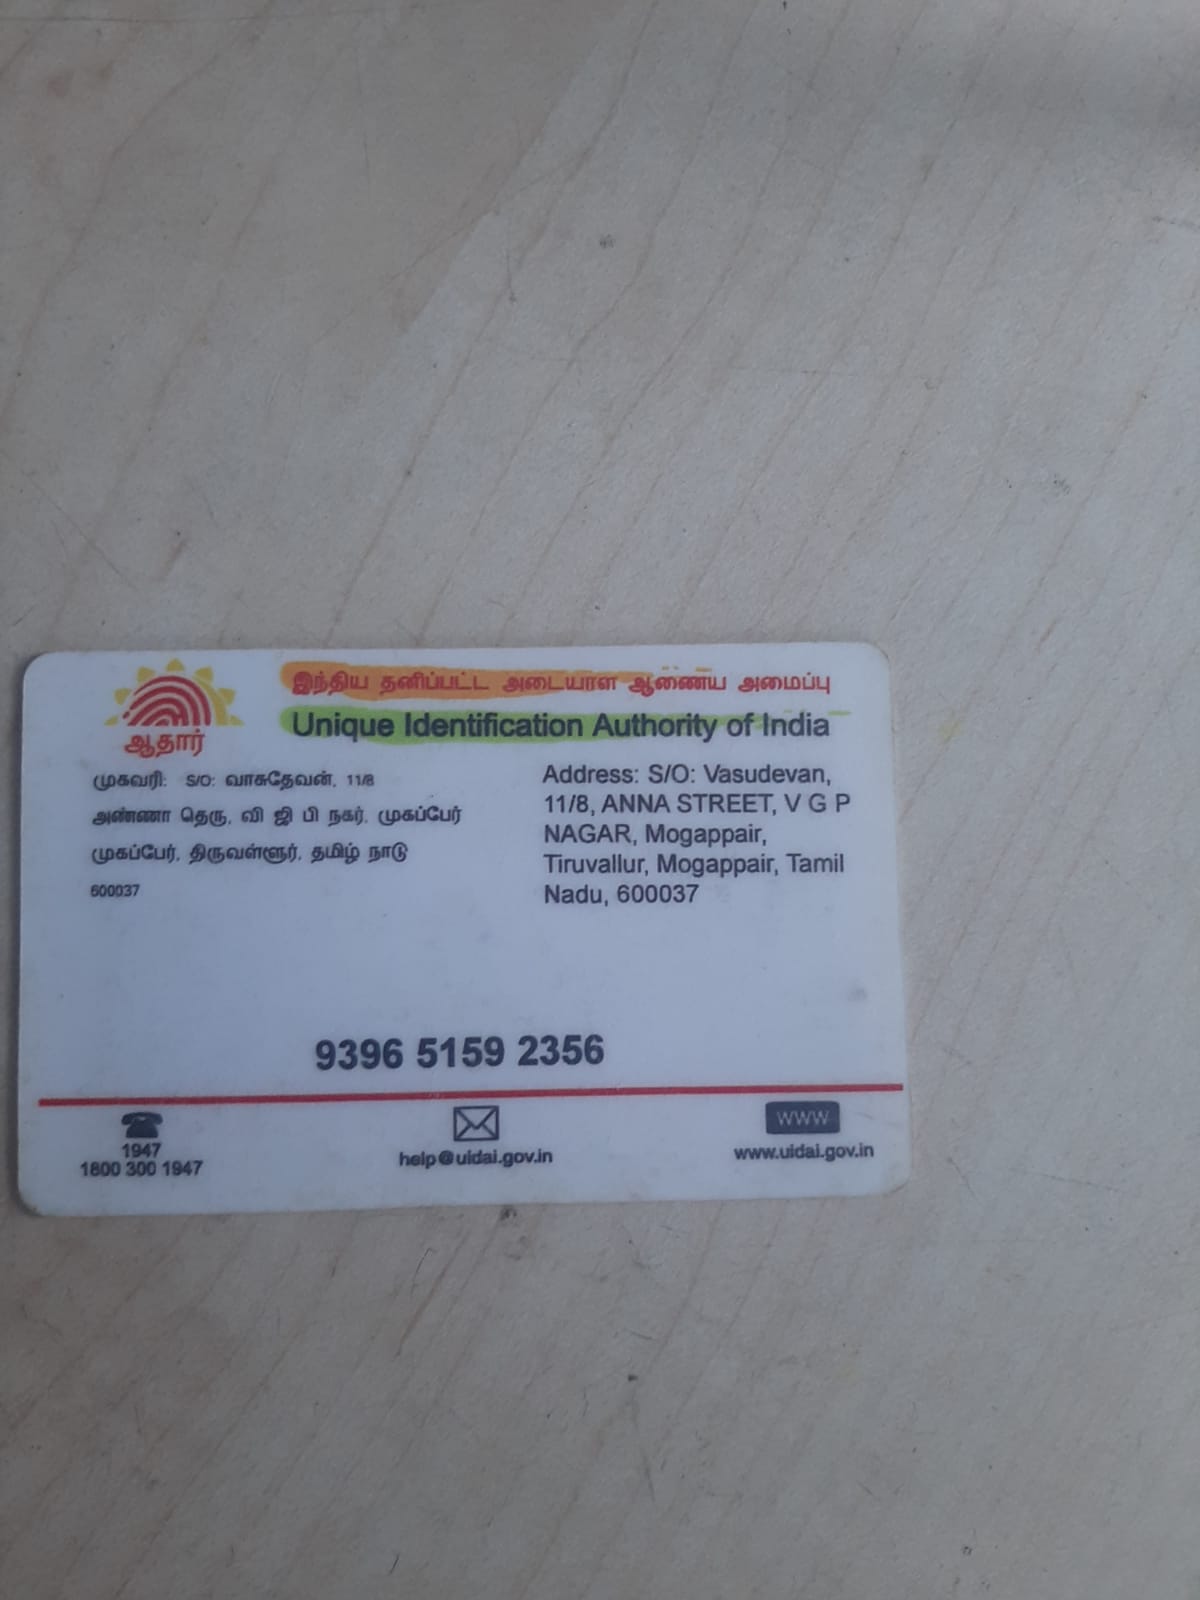 இந்திய தனிப்பட்ட அடையாள ஆணைய அமைப்பு
Unique Identification Authority of India
ஆதார்
முகவரி: S/O: வாசுதேவன், 11/8
அண்ணா தெரு, வி ஜி பி நகர், முகப்பேர்
முகப்பேர், திருவள்ளூர், தமிழ் நாடு
600037
Address: S/O: Vasudevan,
11/8, ANNA STREET, V G P
NAGAR, Mogappair,
Tiruvallur, Mogappair, Tamil
Nadu, 600037
9396 5159 2356
1947
1800 300 1947
help@uidai.gov.in
WWW
www.uidai.gov.in